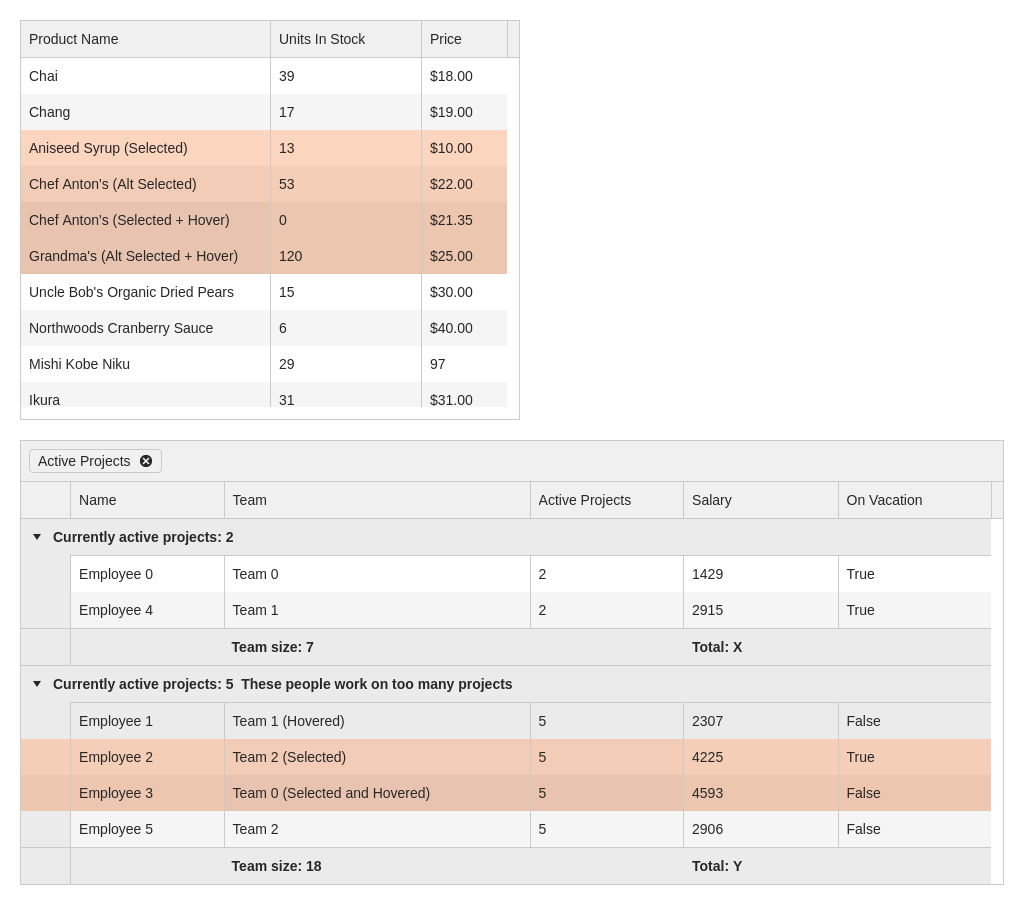 Product Name Units In Stock Price
Chai 39 $18.00
Chang 17 $19.00
Aniseed Syrup (Selected) 13 $10.00
Chef Anton's (Alt Selected) 53 $22.00
Chef Anton's (Selected + Hover) 0 $21.35
Grandma's (Alt Selected + Hover) 120 $25.00
Uncle Bob's Organic Dried Pears 15 $30.00
Northwoods Cranberry Sauce 6 $40.00
Mishi Kobe Niku 29 97
Ikura 31 $31.00
Active Projects
Name Team Active Projects Salary On Vacation
Currently active projects: 2
Employee 0 Team 0 2 1429 True
Employee 4 Team 1 2 2915 True
Team size: 7 Total: X
Currently active projects: 5 These people work on too many projects
Employee 1 Team 1 (Hovered) 5 2307 False
Employee 2 Team 2 (Selected) 5 4225 True
Employee 3 Team 0 (Selected and Hovered) 5 4593 False
Employee 5 Team 2 5 2906 False
Team size: 18 Total: Y